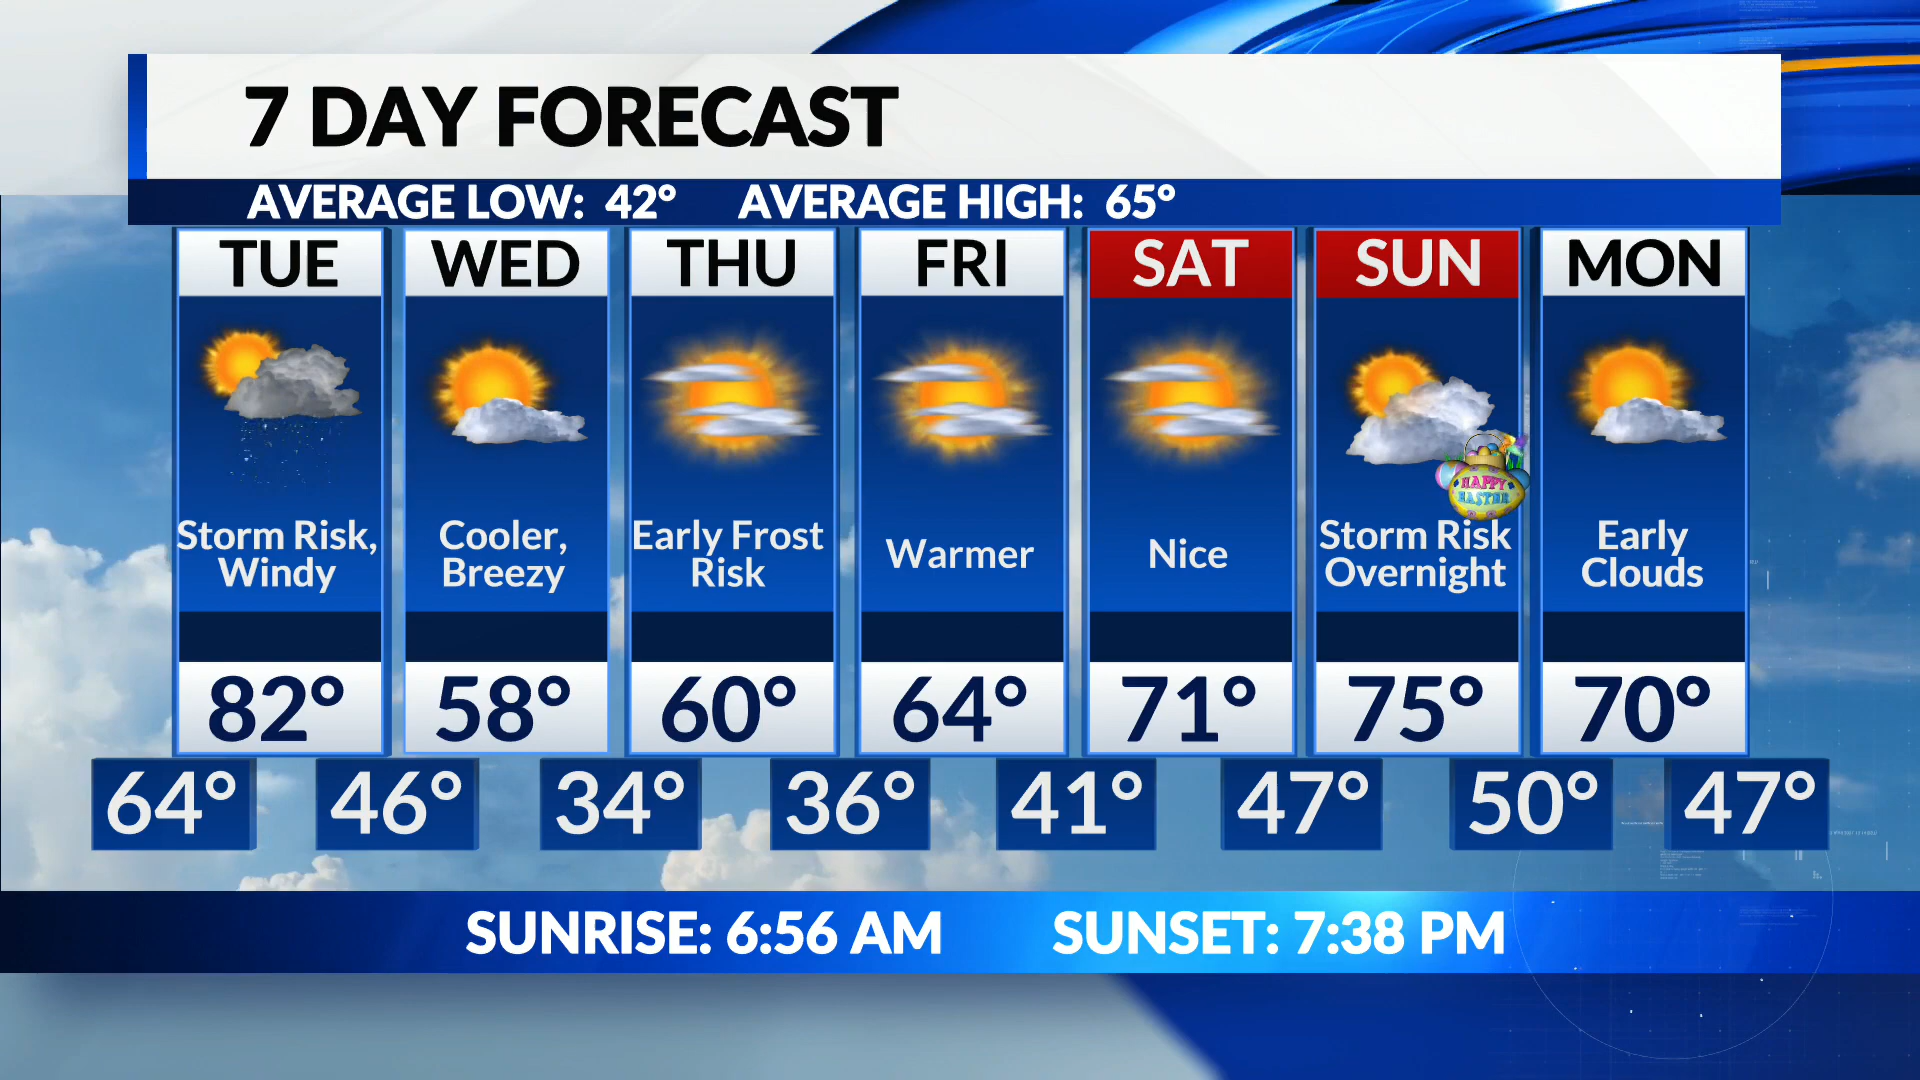 7 DAY FORECAST
AVERAGE LOW: 42° AVERAGE HIGH: 65°
TUE WED THU FRI SAT SUN MON
HAPPY
EASTER
Storm Risk,
Windy
Cooler,
Breezy
Early Frost
Risk
Warmer
Nice
Storm Risk
Overnight
Early
Clouds
82° 58° 60° 64° 71° 75° 70°
64° 46° 34° 36° 41° 47° 50° 47°
SUNRISE: 6:56 AM SUNSET: 7:38 PM